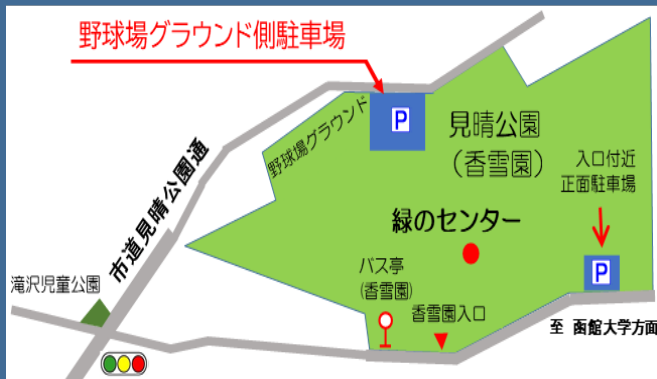 野球場グラウンド側駐車場
P
野球場グラウンド
見晴公園
(香雪園)
入口付近
正面駐車場
市道見晴公園通
緑のセンター
滝沢児童公園
バス亭
(香雪園)
P
香雪園入口
至 函館大学方面